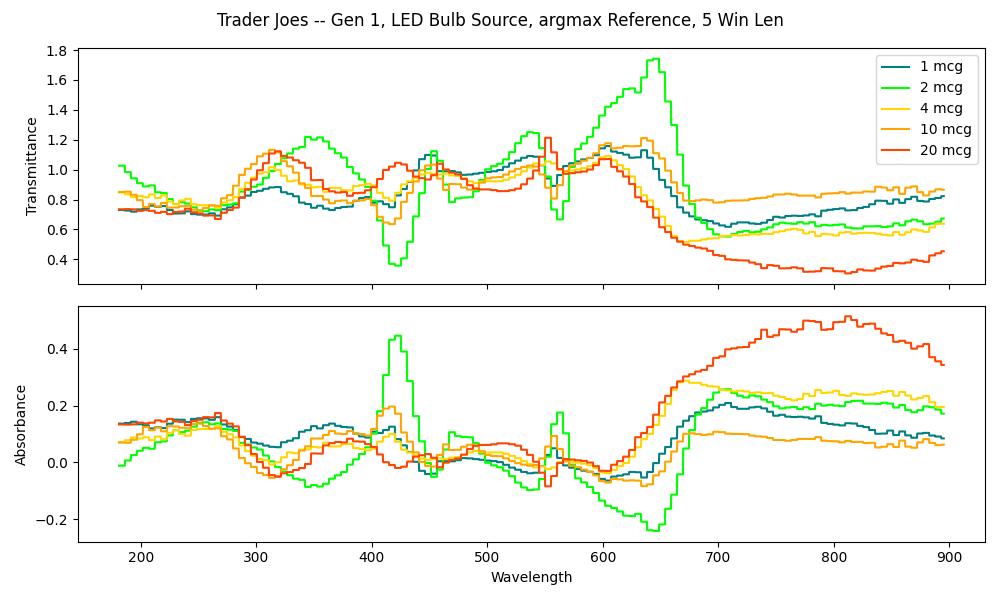 Trader Joes -- Gen 1, LED Bulb Source, argmax Reference, 5 Win Len
1.8
1.6
1.4
1.2
1.0
0.8
0.6
0.4
Transmittance
1 mcg
2 mcg
4 mcg
10 mcg
20 mcg
0.4
0.2
0.0
−0.2
Absorbance
200 300 400 500 600 700 800 900
Wavelength